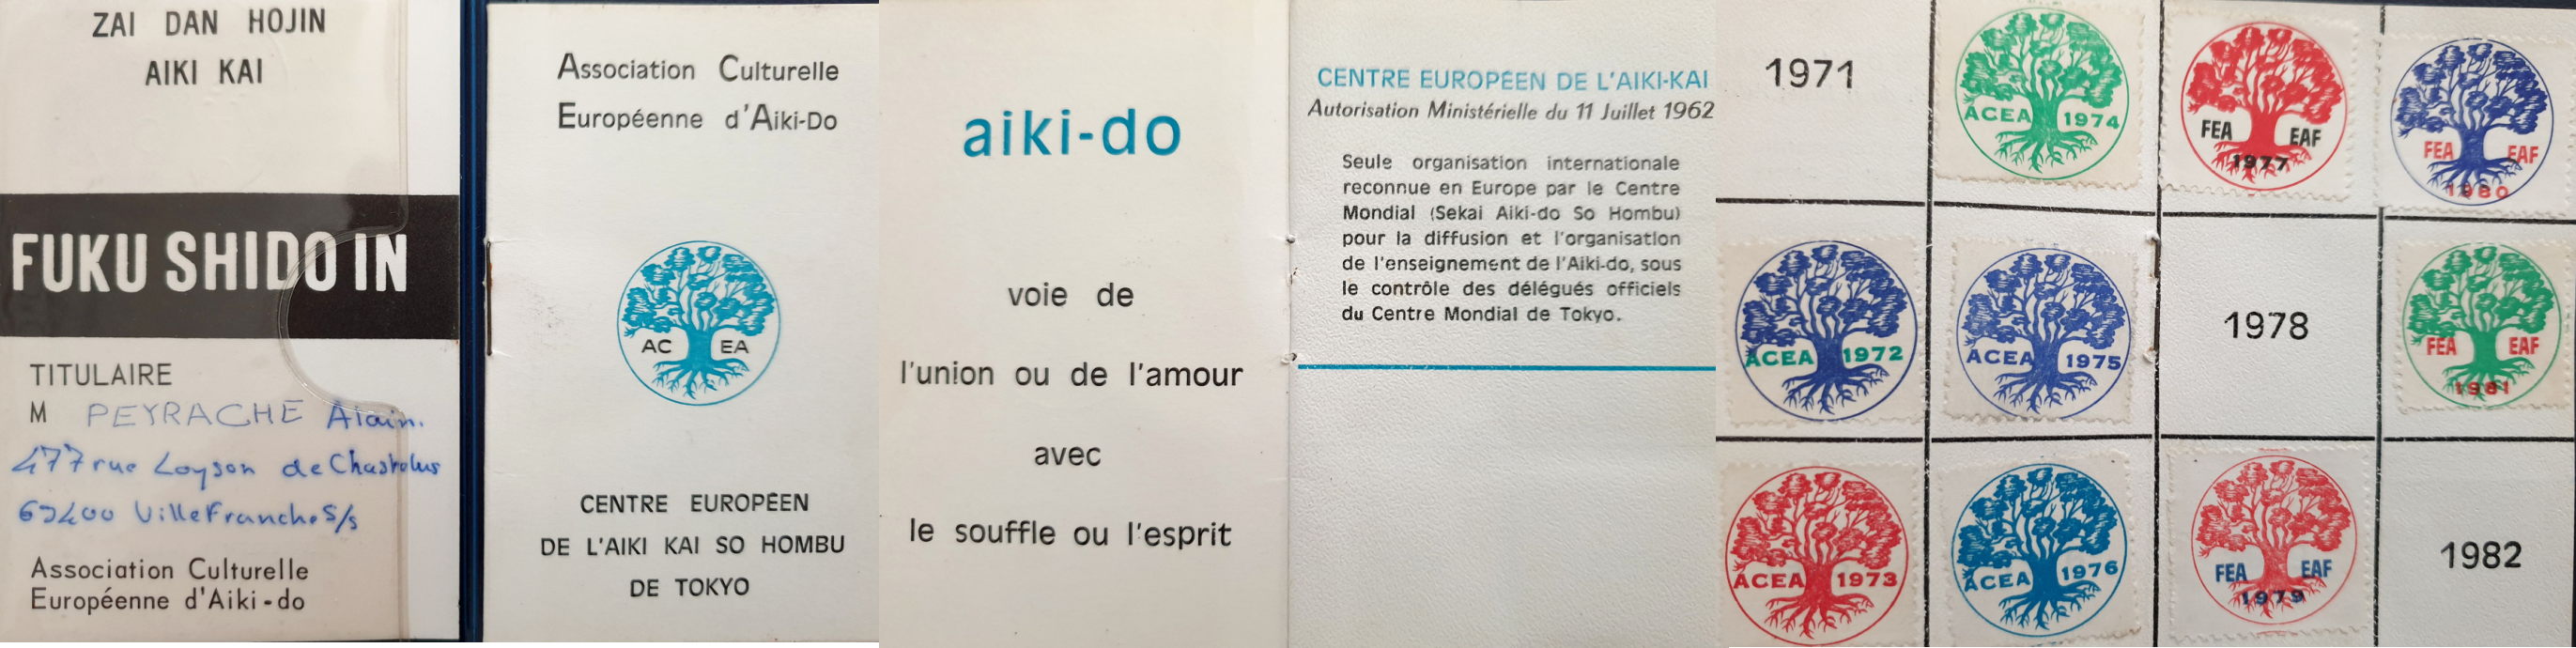 ZAI DAN HOJIN
AIKI KAI
FUKU SHIDO IN
TITULAIRE
M PEYRACHE Alain.
477 rue Loyson de Chasholus
69400 VilleFranche S/s
Association Culturelle
Européenne d'Aiki-do
Association Culturelle
Européenne d'Aiki-Do
AC EA
CENTRE EUROPÉEN
DE L'AIKI KAI SO HOMBU
DE TOKYO
aiki-do
voie de
l'union ou de l'amour
avec
le souffle ou l'esprit
CENTRE EUROPÉEN DE L'AIKI-KAI
Autorisation Ministérielle du 11 Juillet 1962
Seule organisation internationale
reconnue en Europe par le Centre
Mondial (Sekai Aiki-do So Hombu)
pour la diffusion et l'organisation
de l'enseignement de l'Aiki-do, sous
le contrôle des délégués officiels
du Centre Mondial de Tokyo.
1971
ACEA 1974
FEA EAF
1977
FEA EAF
1980
ACEA 1972
ACEA 1975
1978
FEA EAF
1981
ACEA 1973
ACEA 1976
FEA EAF
1979
1982